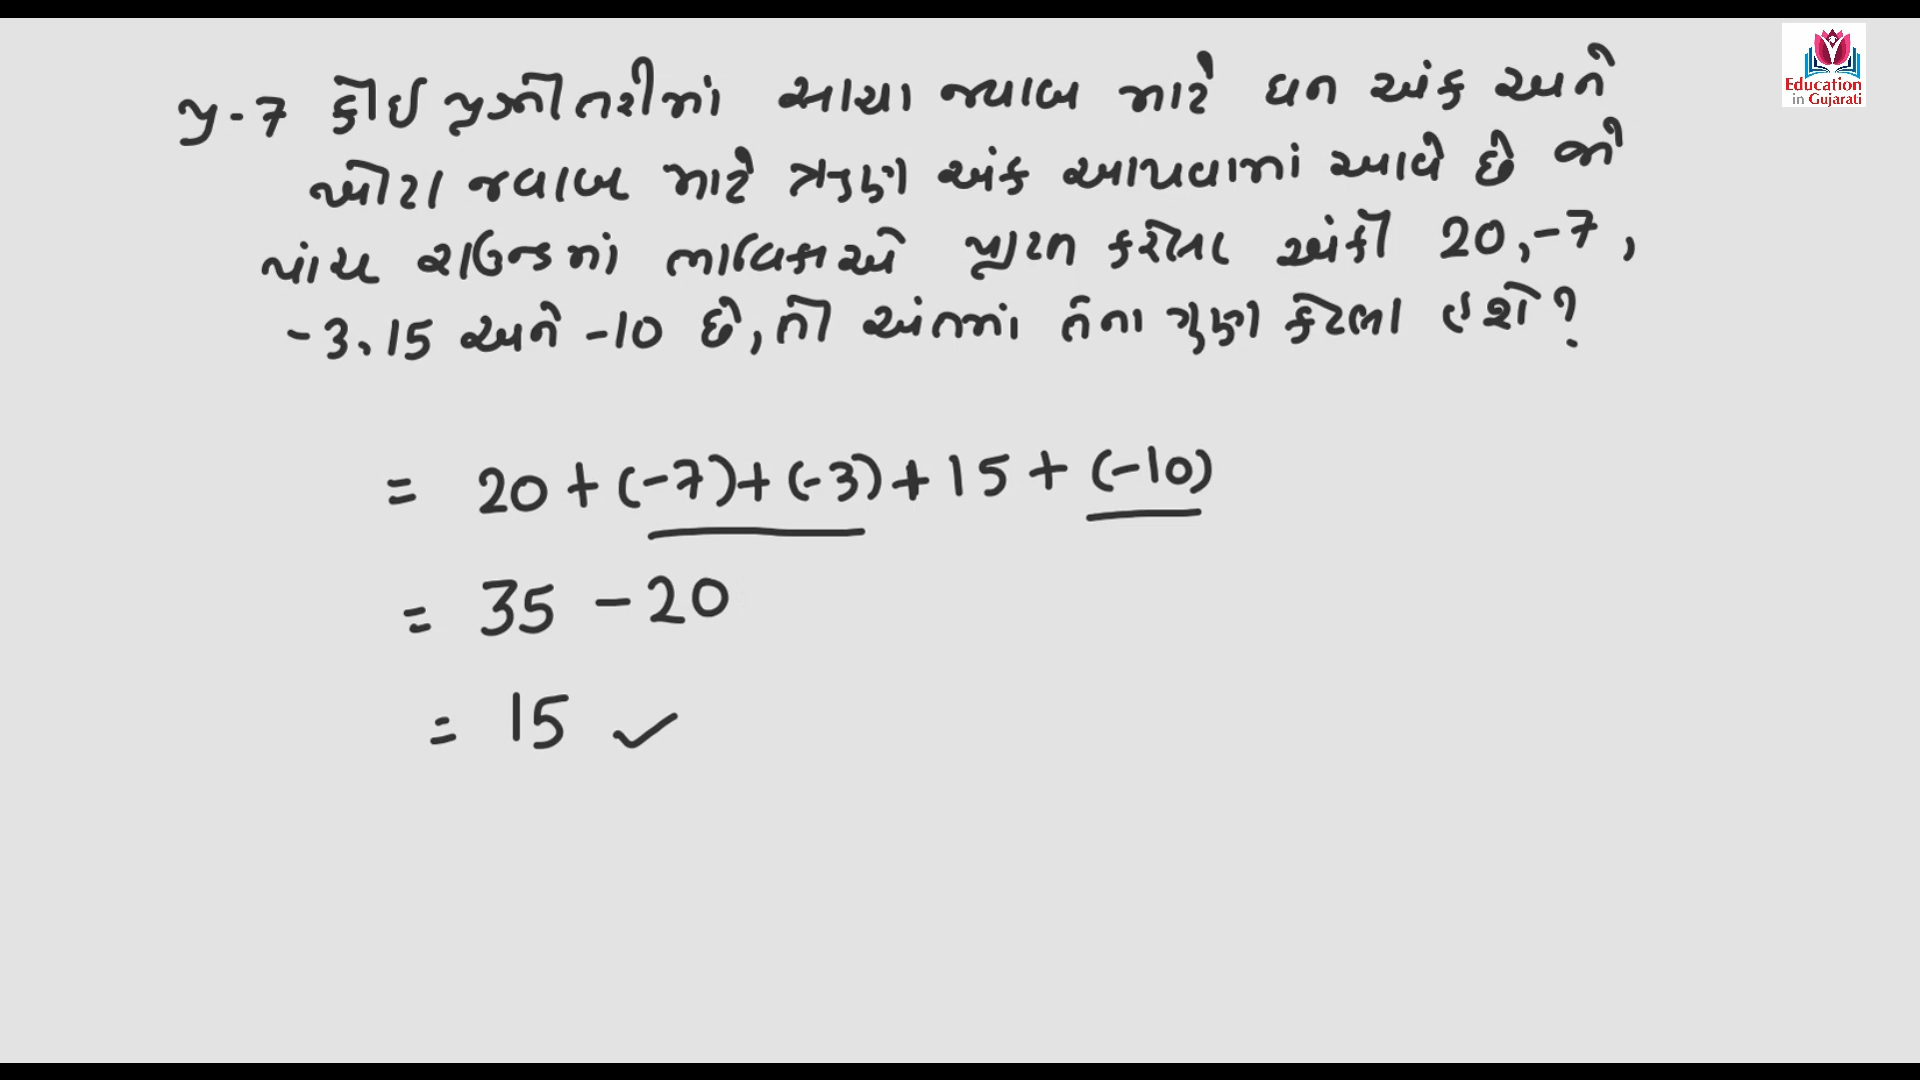 Education
in Gujarati
પ્ર-7 કોઈ પ્રશ્નોતરીમાં સાચા જવાબ માટે ધન અંક અને
ખોટા જવાબ માટે ઋણ અંક આપવામાં આવે છે જો
પાંચ રાઉન્ડમાં ભાવિકાએ પ્રાપ્ત કરેલા અંકો 20, -7,
-3, 15 અને -10 છે, તો અંતમાં તેના ગુણ કેટલા હશે?
= 20 + (-7) + (-3) + 15 + (-10)
= 35 - 20
= 15 ✓